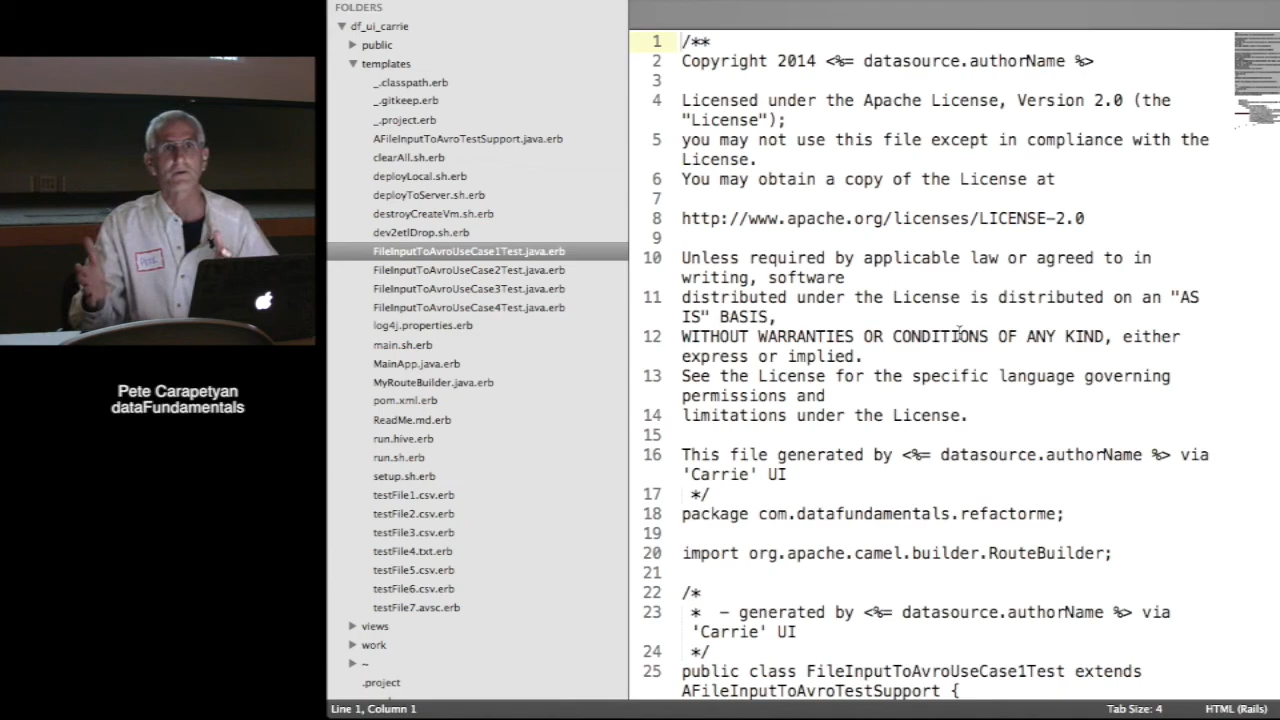 FOLDERS
df_ui_carrie
public
templates
_.classpath.erb
_.gitkeep.erb
_.project.erb
AFileInputToAvroTestSupport.java.erb
clearAll.sh.erb
deployLocal.sh.erb
deployToServer.sh.erb
destroyCreateVm.sh.erb
dev2etlDrop.sh.erb
FileInputToAvroUseCase1Test.java.erb
FileInputToAvroUseCase2Test.java.erb
FileInputToAvroUseCase3Test.java.erb
FileInputToAvroUseCase4Test.java.erb
log4j.properties.erb
main.sh.erb
MainApp.java.erb
MyRouteBuilder.java.erb
pom.xml.erb
ReadMe.md.erb
run.hive.erb
run.sh.erb
setup.sh.erb
testFile1.csv.erb
testFile2.csv.erb
testFile3.csv.erb
testFile4.txt.erb
testFile5.csv.erb
testFile6.csv.erb
testFile7.avsc.erb
views
work
~
.project
1 /**
2 Copyright 2014 <%= datasource.authorName %>
3
4 Licensed under the Apache License, Version 2.0 (the
"License");
5 you may not use this file except in compliance with the
License.
6 You may obtain a copy of the License at
7
8 http://www.apache.org/licenses/LICENSE-2.0
9
10 Unless required by applicable law or agreed to in
writing, software
11 distributed under the License is distributed on an "AS
IS" BASIS,
12 WITHOUT WARRANTIES OR CONDITIONS OF ANY KIND, either
express or implied.
13 See the License for the specific language governing
permissions and
14 limitations under the License.
15
16 This file generated by <%= datasource.authorName %> via
'Carrie' UI
17 */
18 package com.datafundamentals.refactorme;
19
20 import org.apache.camel.builder.RouteBuilder;
21
22 /*
23 * - generated by <%= datasource.authorName %> via
'Carrie' UI
24 */
25 public class FileInputToAvroUseCase1Test extends
AFileInputToAvroTestSupport {
Line 1, Column 1
Tab Size: 4
HTML (Rails)
PETE
Pete Carapetyan
dataFundamentals